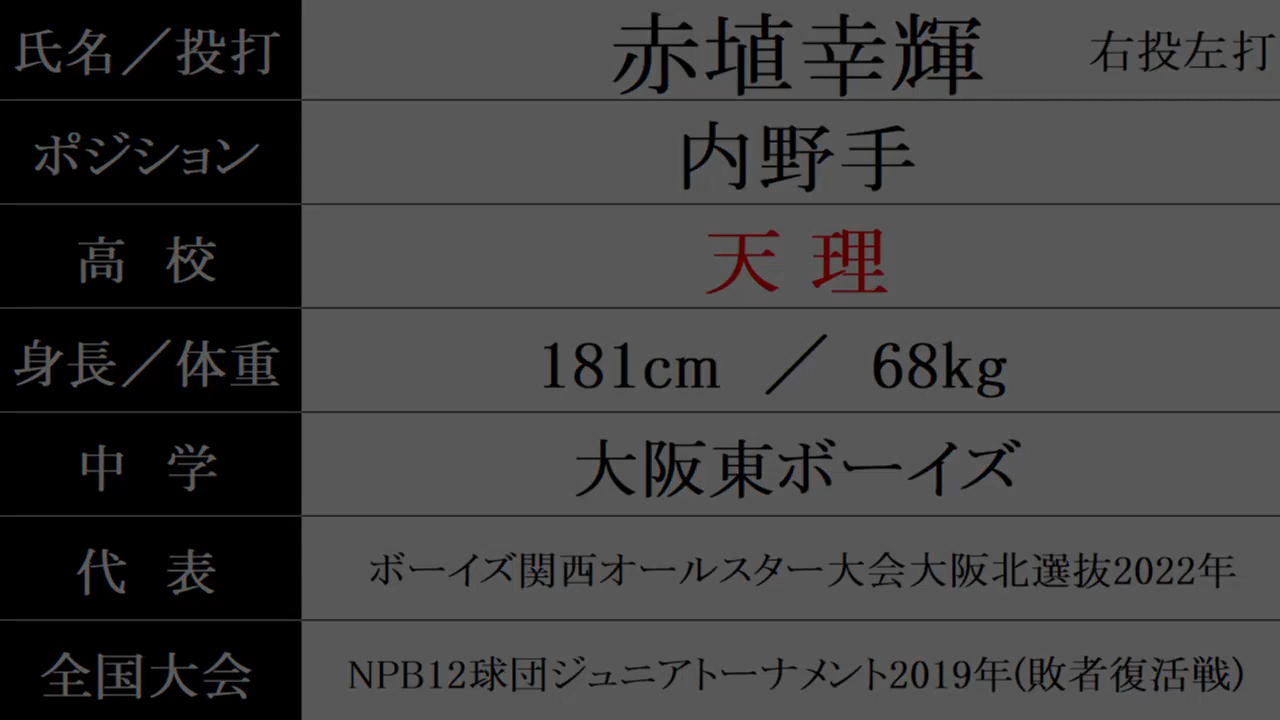 氏名／投打 赤埴幸輝 右投左打
ポジション 内野手
高校 天理
身長／体重 181cm ／ 68kg
中学 大阪東ボーイズ
代表 ボーイズ関西オールスター大会大阪北選抜2022年
全国大会 NPB12球団ジュニアトーナメント2019年(敗者復活戦)